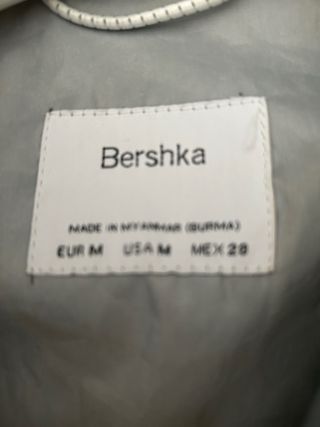 Bershka
MADE IN MYANMAR (BURMA)
EUR M USA M MEX 28